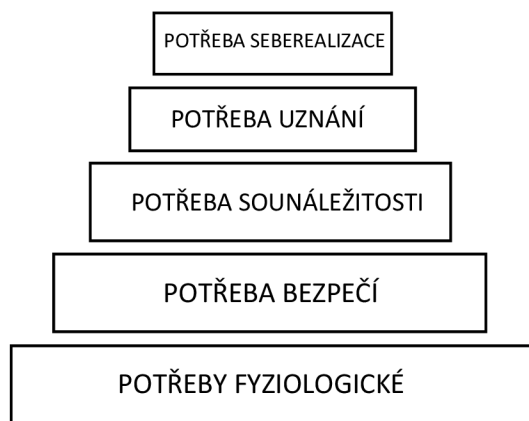 POTŘEBA SEBEREALIZACE
POTŘEBA UZNÁNÍ
POTŘEBA SOUNÁLEŽITOSTI
POTŘEBA BEZPEČÍ
POTŘEBY FYZIOLOGICKÉ